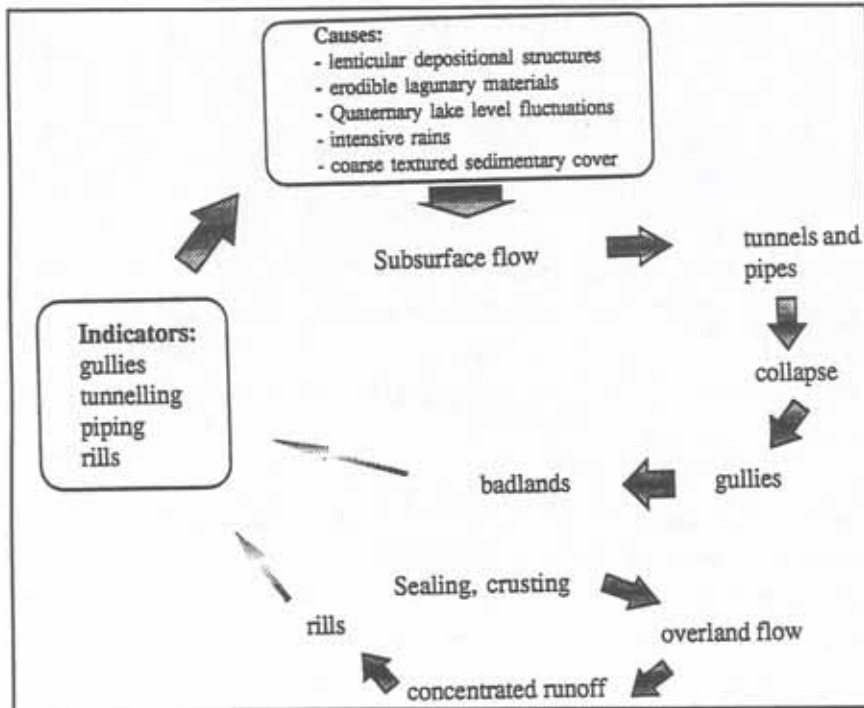 Causes:
- lenticular depositional structures
- erodible lagunary materials
- Quaternary lake level fluctuations
- intensive rains
- coarse textured sedimentary cover
Subsurface flow
tunnels and
pipes
collapse
gullies
badlands
Indicators:
gullies
tunnelling
piping
rills
Sealing, crusting
overland flow
concentrated runoff
rills